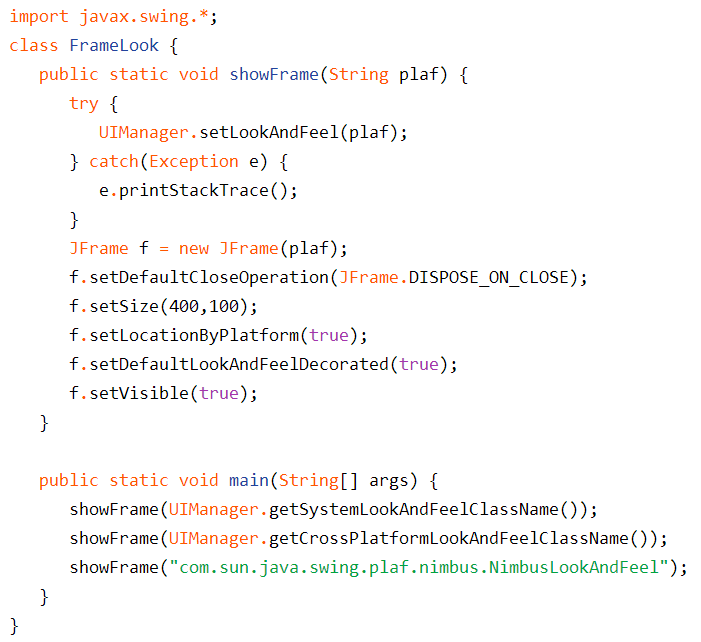 import javax.swing.*;
class FrameLook {
   public static void showFrame(String plaf) {
      try {
         UIManager.setLookAndFeel(plaf);
      } catch(Exception e) {
         e.printStackTrace();
      }
      JFrame f = new JFrame(plaf);
      f.setDefaultCloseOperation(JFrame.DISPOSE_ON_CLOSE);
      f.setSize(400,100);
      f.setLocationByPlatform(true);
      f.setDefaultLookAndFeelDecorated(true);
      f.setVisible(true);
   }

   public static void main(String[] args) {
      showFrame(UIManager.getSystemLookAndFeelClassName());
      showFrame(UIManager.getCrossPlatformLookAndFeelClassName());
      showFrame("com.sun.java.swing.plaf.nimbus.NimbusLookAndFeel");
   }
}